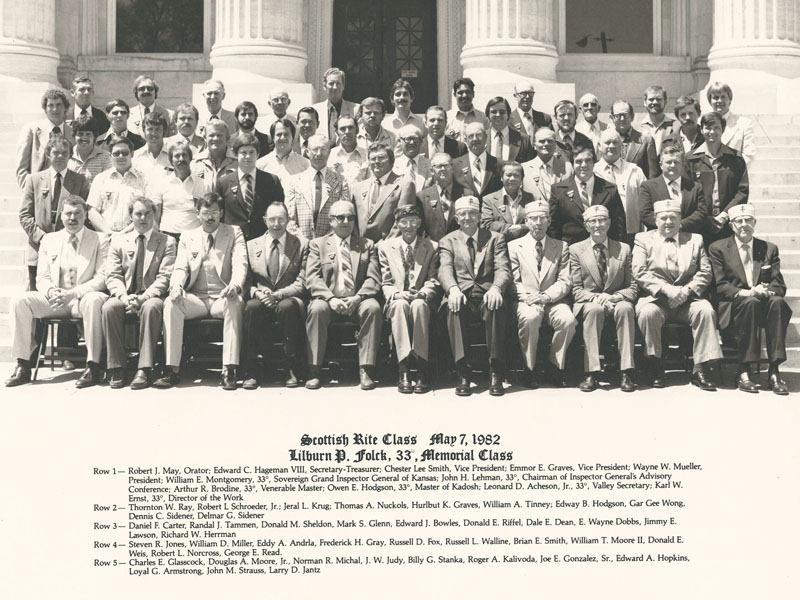 Scottish Rite Class May 7, 1982
Lilburn P. Folck, 33°, Memorial Class
Row 1— Robert J. May, Orator; Edward C. Hageman VIII, Secretary-Treasurer; Chester Lee Smith, Vice President; Emmor E. Graves, Vice President; Wayne W. Mueller,
President; William E. Montgomery, 33°, Sovereign Grand Inspector General of Kansas; John H. Lehman, 33°, Chairman of Inspector General's Advisory
Conference; Arthur R. Brodine, 33°, Venerable Master; Owen E. Hodgson, 33°, Master of Kadosh; Leonard D. Acheson, Jr., 33°, Valley Secretary; Karl W.
Ernst, 33°, Director of the Work
Row 2— Thornton W. Ray, Robert L Schroeder, Jr.; Jeral L. Krug; Thomas A. Nuckols, Hurlbut K. Graves, William A. Tinney; Edway B. Hodgson, Gar Gee Wong,
Dennis C. Sidener, Delmar G. Sidener
Row 3— Daniel F. Carter, Randal J. Tammen, Donald M. Sheldon, Mark S. Glenn, Edward J. Bowles, Donald E. Riffel, Dale E. Dean, E. Wayne Dobbs, Jimmy E.
Lawson, Richard W. Herrman
Row 4— Steven R. Jones, William D. Miller, Eddy A. Andrla, Frederick H. Gray, Russell D. Fox, Russell L. Walline, Brian E. Smith, William T. Moore II, Donald E.
Weis, Robert L. Norcross, George E. Read.
Row 5— Charles E. Glasscock, Douglas A. Moore, Jr., Norman R. Michal, J. W. Judy, Billy G. Stanka, Roger A. Kalivoda, Joe E. Gonzalez, Sr., Edward A. Hopkins,
Loyal G. Armstrong, John M. Strauss, Larry D. Jantz